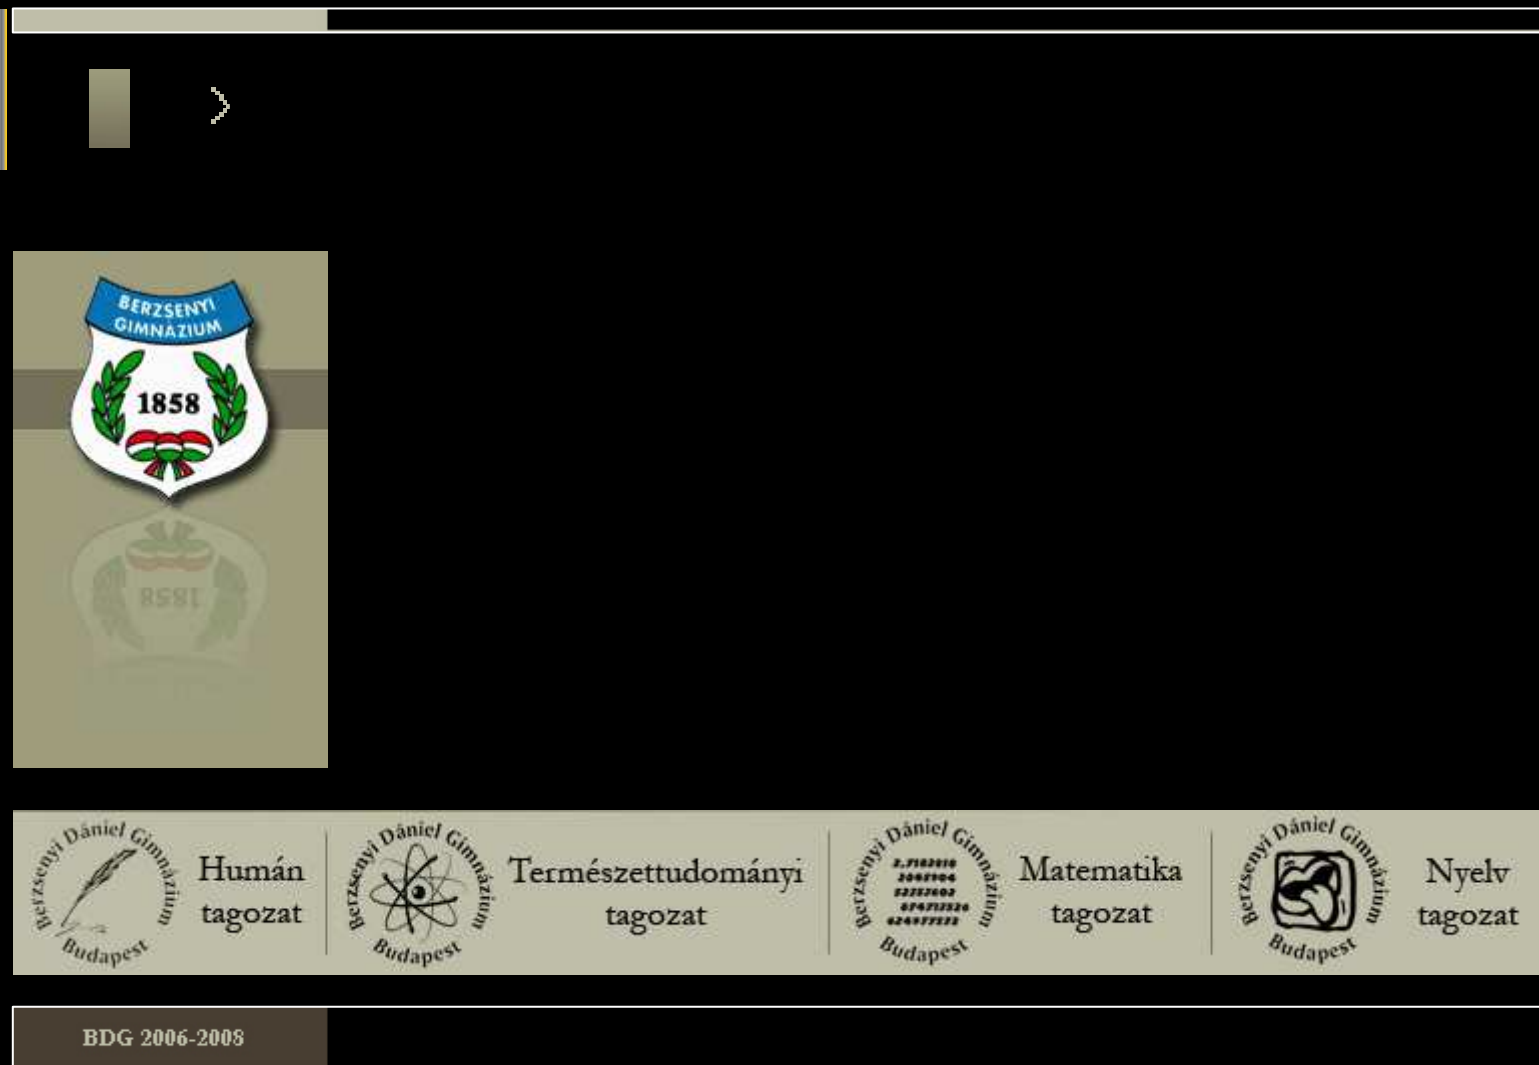 BERZSENYI
GIMNÁZIUM
1858
1858
Berzsenyi Dániel Gimnázium
Budapest
Humán
tagozat
Berzsenyi Dániel Gimnázium
Budapest
Természettudományi
tagozat
Berzsenyi Dániel Gimnázium
Budapest
Matematika
tagozat
Berzsenyi Dániel Gimnázium
Budapest
Nyelv
tagozat
BDG 2006-2008